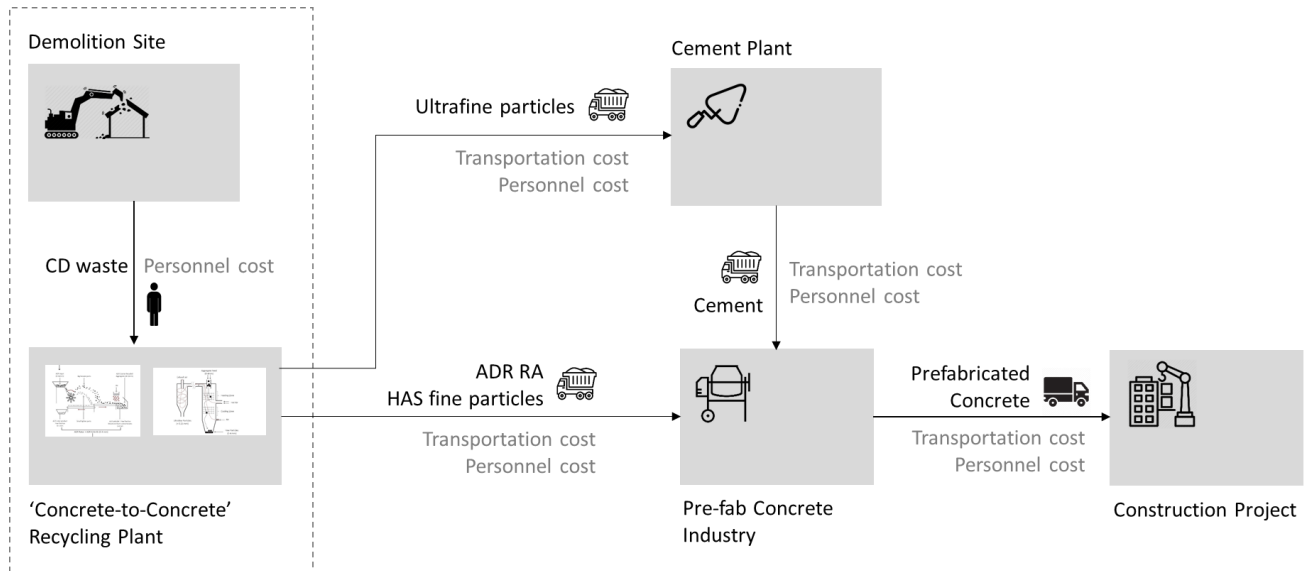 Demolition Site
Cement Plant
Ultrafine particles
Transportation cost
Personnel cost
CD waste
Personnel cost
Transportation cost
Personnel cost
Cement
ADR RA
HAS fine particles
Transportation cost
Personnel cost
Prefabricated
Concrete
Transportation cost
Personnel cost
‘Concrete-to-Concrete’
Recycling Plant
Pre-fab Concrete
Industry
Construction Project